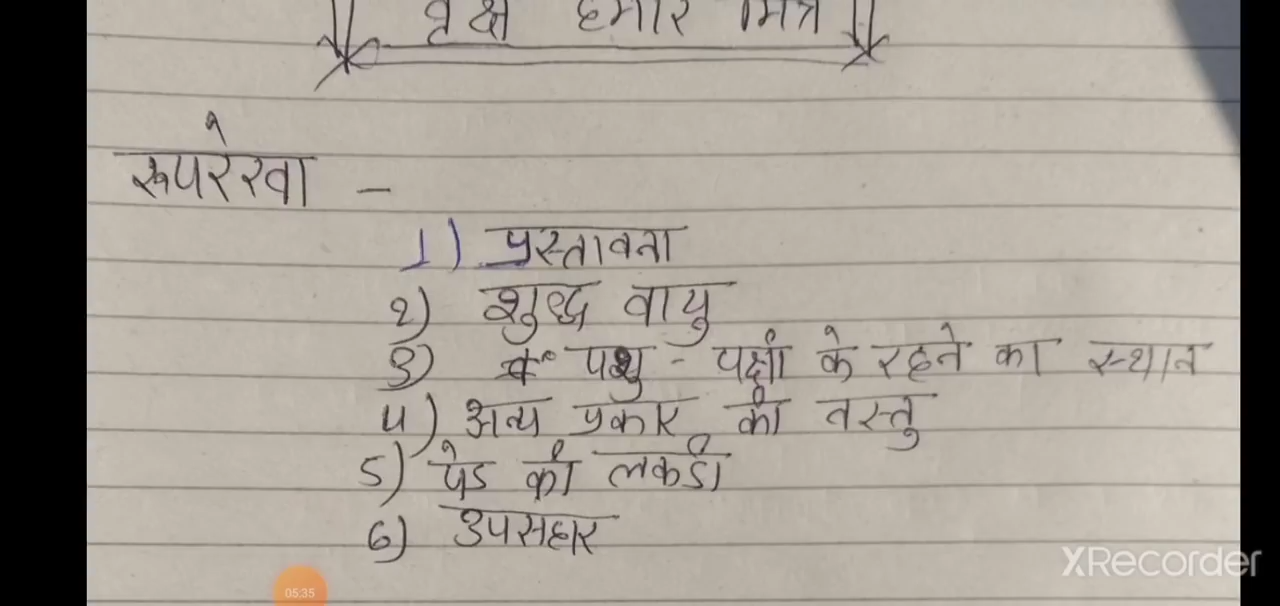 वृक्ष हमारे मित्र
रुपरेखा -
1) प्रस्तावना
2) शुद्ध वायु
3) पशु - पक्षी के रहने का स्थान
4) अन्य प्रकार की वस्तु
5) पेड की लकडी
6) उपसहार
XRecorder
05:35